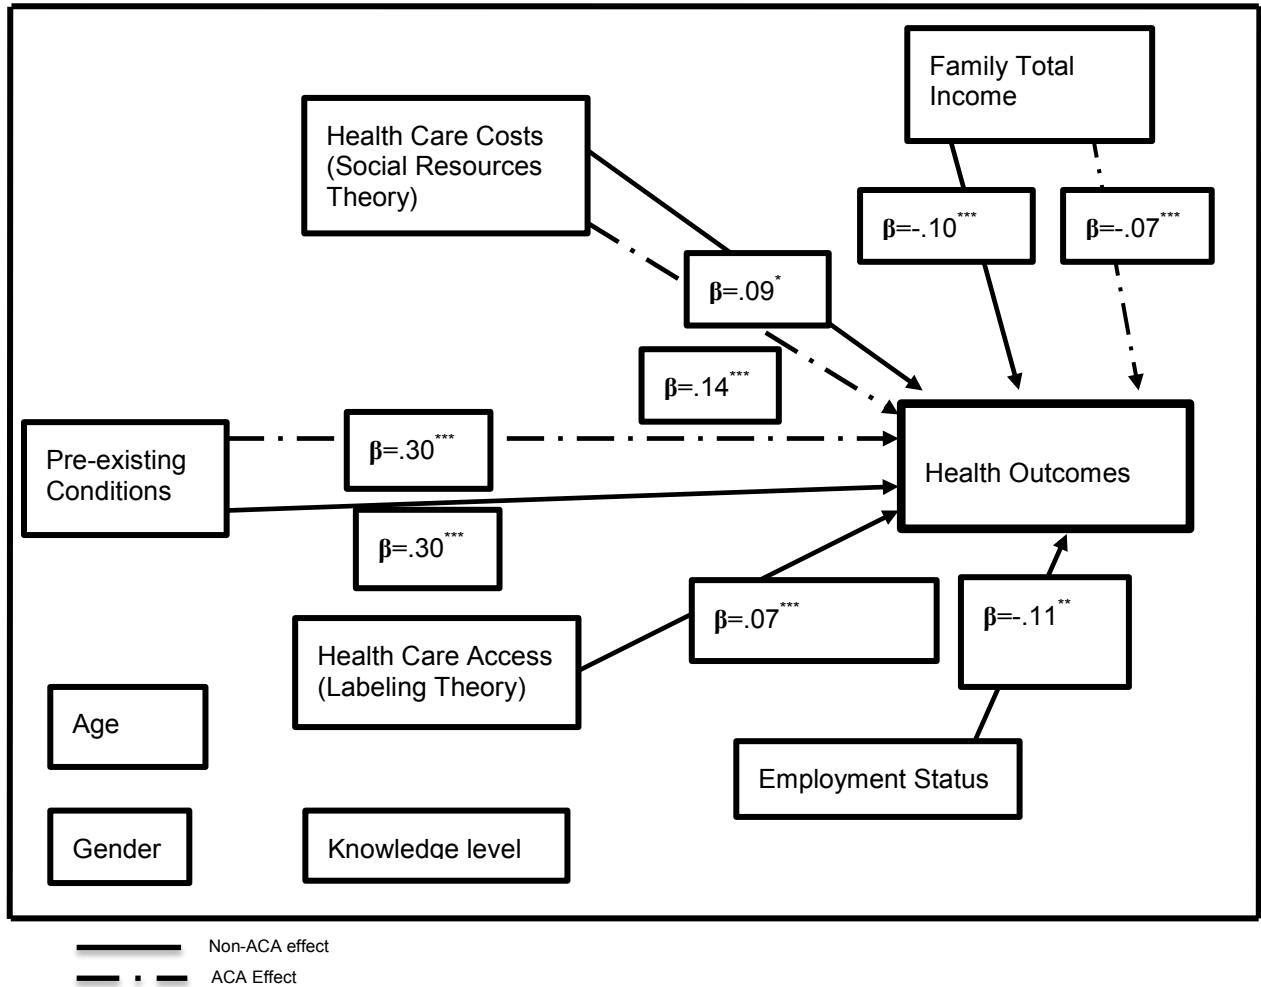 Family Total
Income
Health Care Costs
(Social Resources
Theory)
β=-.10***
β=-.07***
β=.09*
β=.14***
Pre-existing
Conditions
β=.30***
Health Outcomes
β=.30***
β=.07***
β=-.11**
Health Care Access
(Labeling Theory)
Age
Employment Status
Gender
Knowledge level
Non-ACA effect
ACA Effect